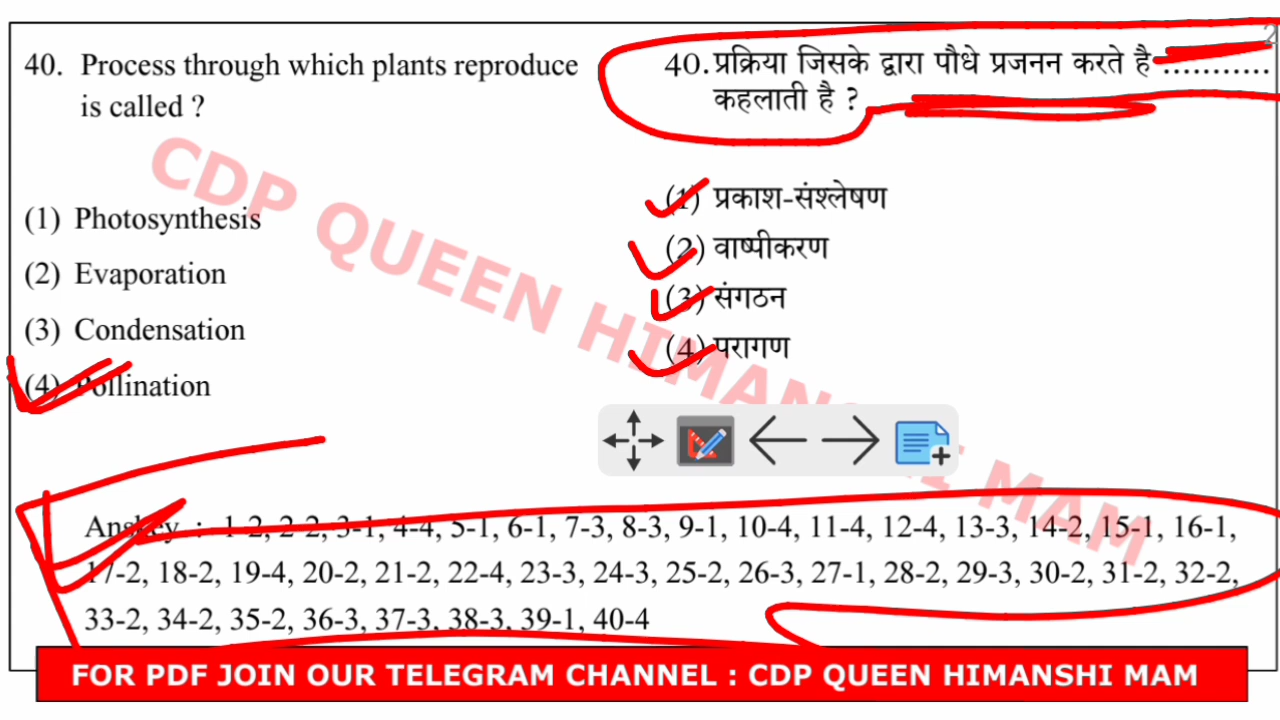 40. Process through which plants reproduce
is called ?
(1) Photosynthesis
(2) Evaporation
(3) Condensation
(4) Pollination
2
40. प्रक्रिया जिसके द्वारा पौधे प्रजनन करते है ...........
कहलाती है ?
(1) प्रकाश-संश्लेषण
(2) वाष्पीकरण
(3) संगठन
(4) परागण
CDP QUEEN HIMANSHI MAM
Anskey : 1-2, 2-2, 3-1, 4-4, 5-1, 6-1, 7-3, 8-3, 9-1, 10-4, 11-4, 12-4, 13-3, 14-2, 15-1, 16-1,
17-2, 18-2, 19-4, 20-2, 21-2, 22-4, 23-3, 24-3, 25-2, 26-3, 27-1, 28-2, 29-3, 30-2, 31-2, 32-2,
33-2, 34-2, 35-2, 36-3, 37-3, 38-3, 39-1, 40-4
FOR PDF JOIN OUR TELEGRAM CHANNEL : CDP QUEEN HIMANSHI MAM